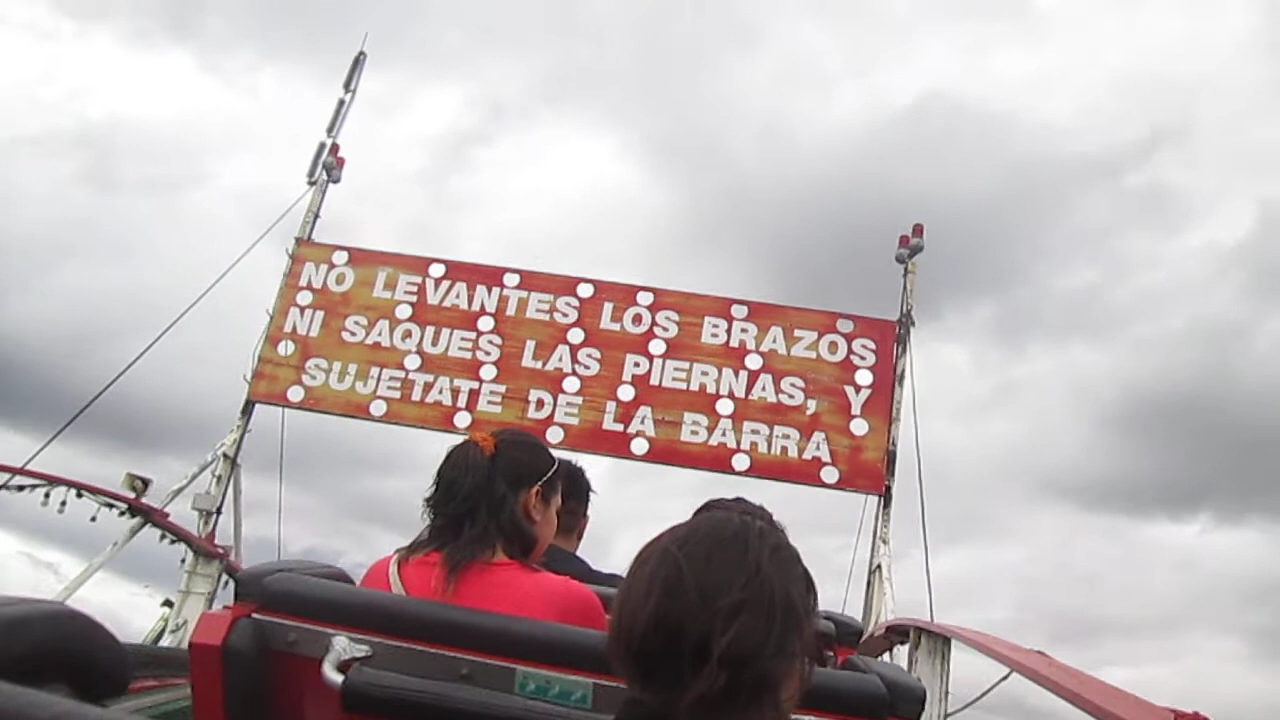 NO LEVANTES LOS BRAZOS
NI SAQUES LAS PIERNAS, Y
SUJETATE DE LA BARRA